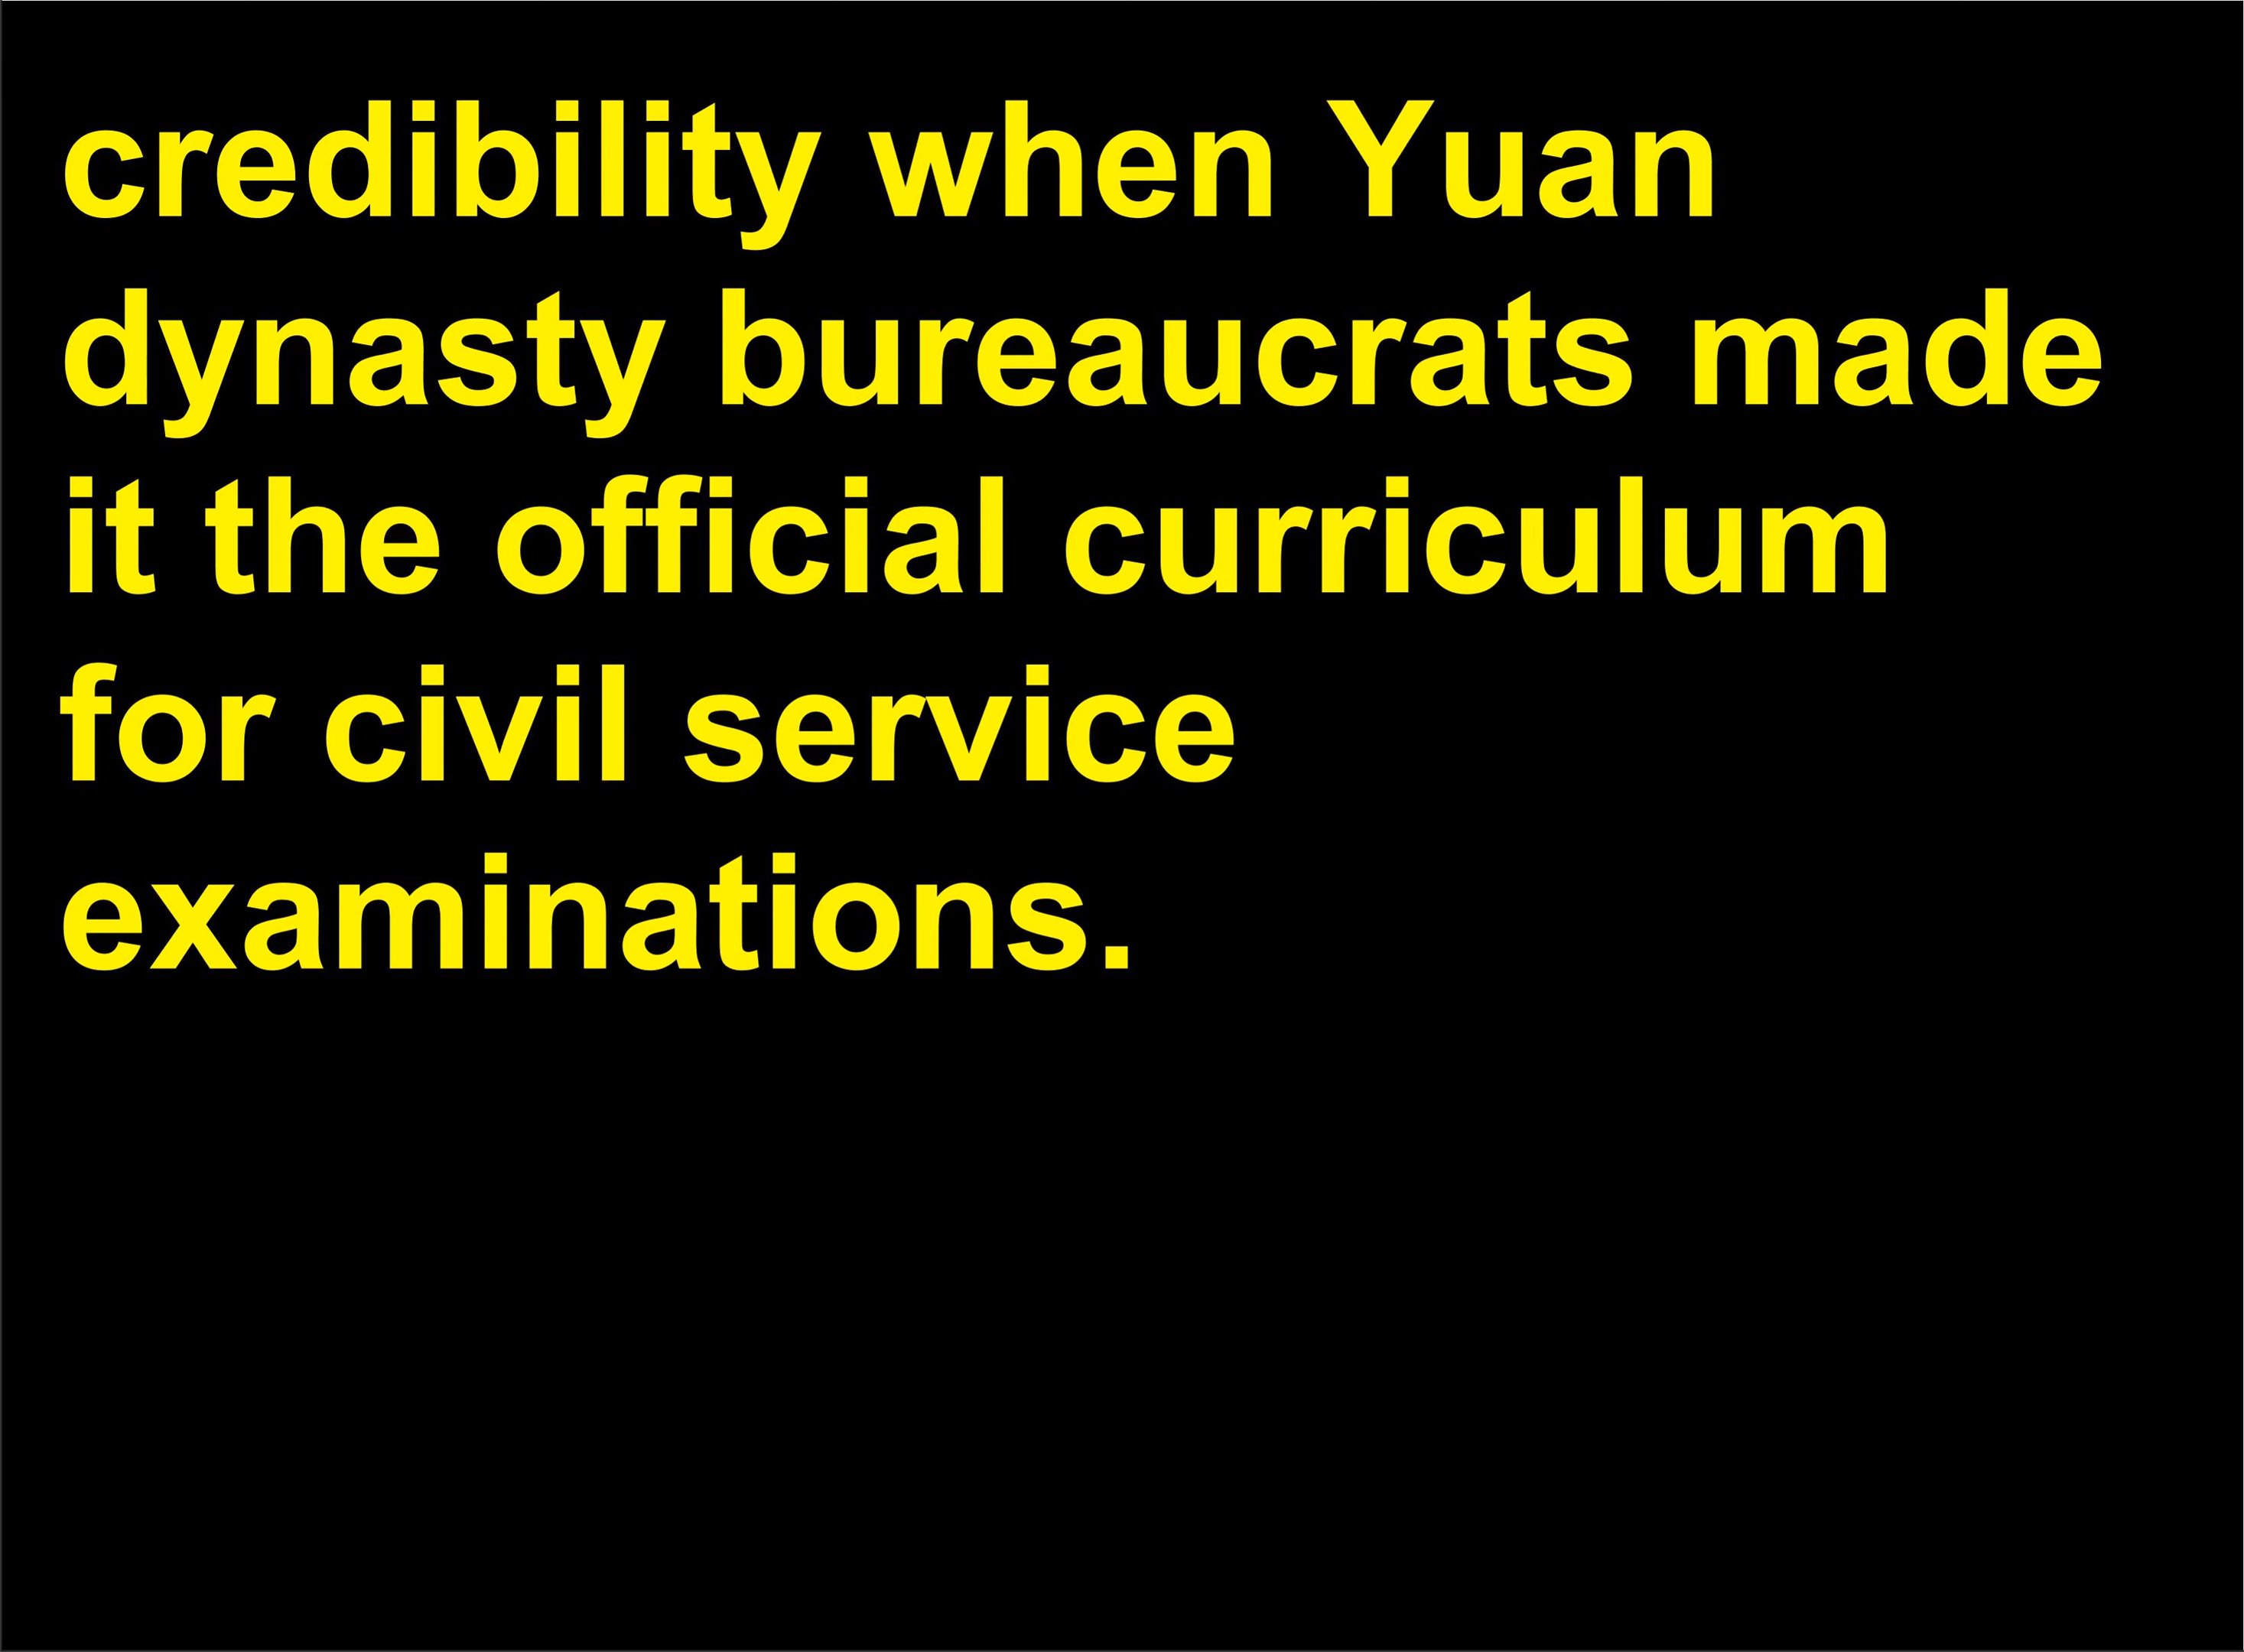 credibility when Yuan
dynasty bureaucrats made
it the official curriculum
for civil service
examinations.